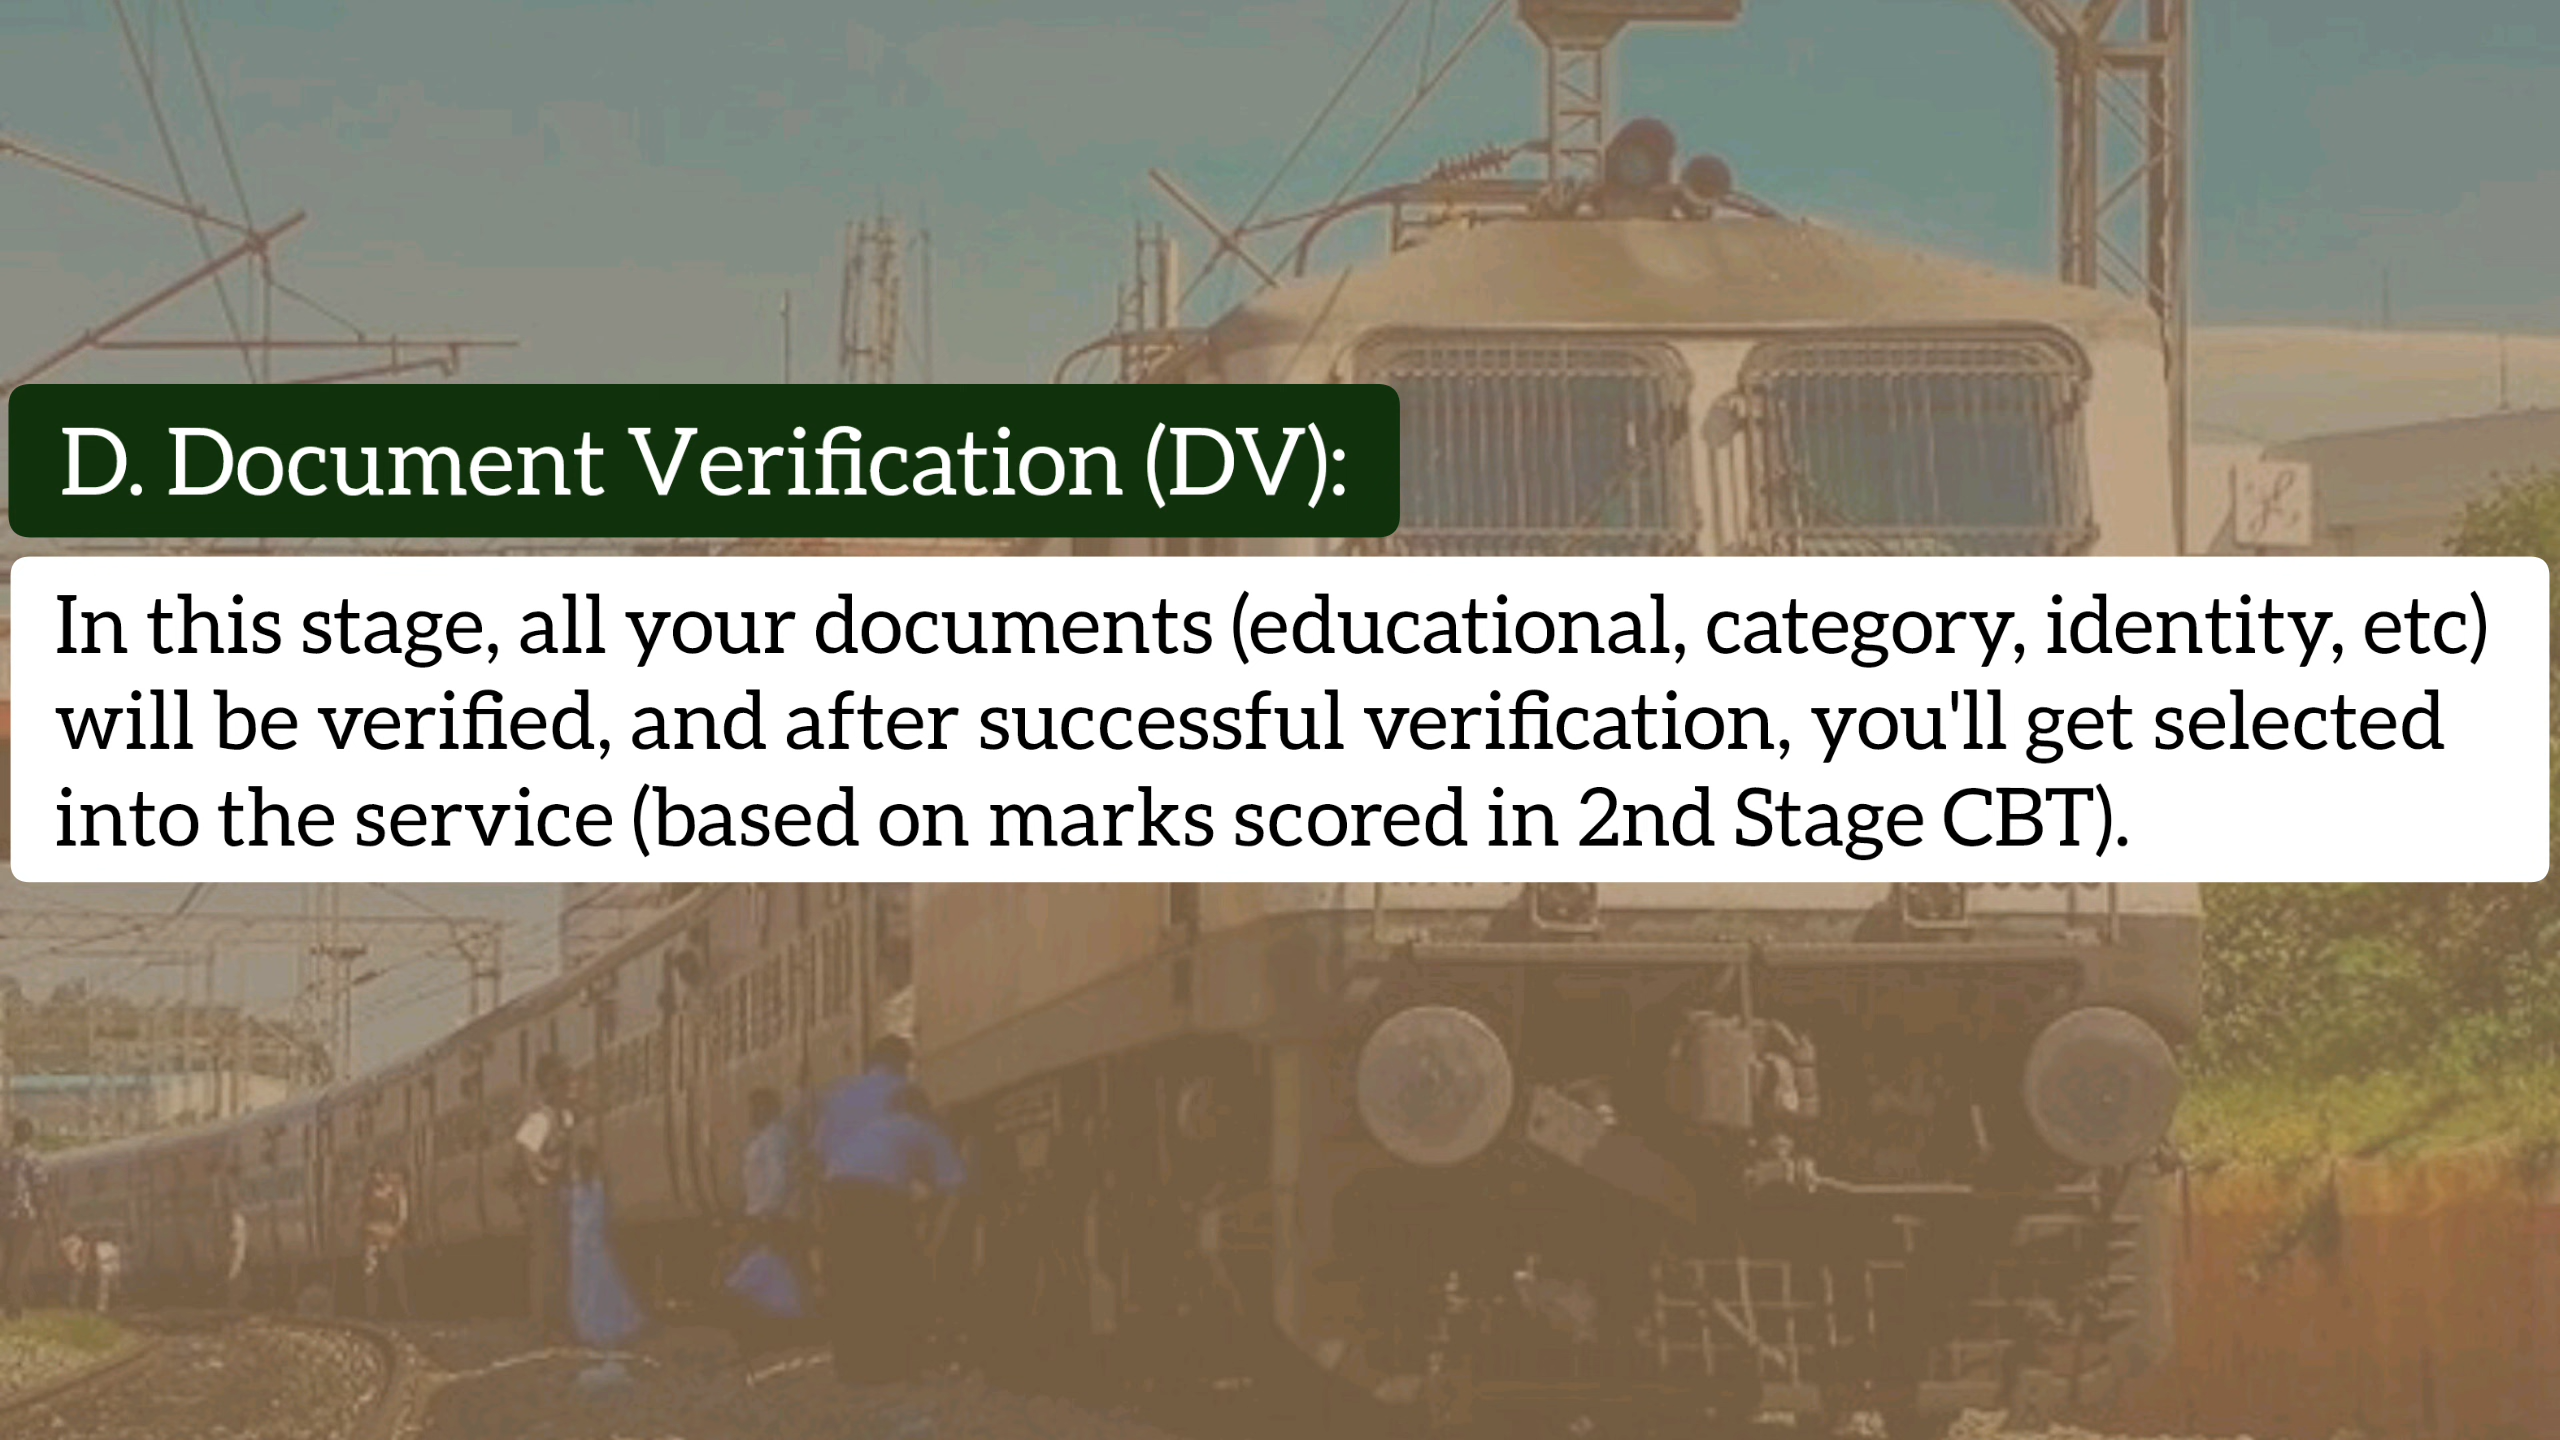 D. Document Verification (DV):
In this stage, all your documents (educational, category, identity, etc)
will be verified, and after successful verification, you'll get selected
into the service (based on marks scored in 2nd Stage CBT).